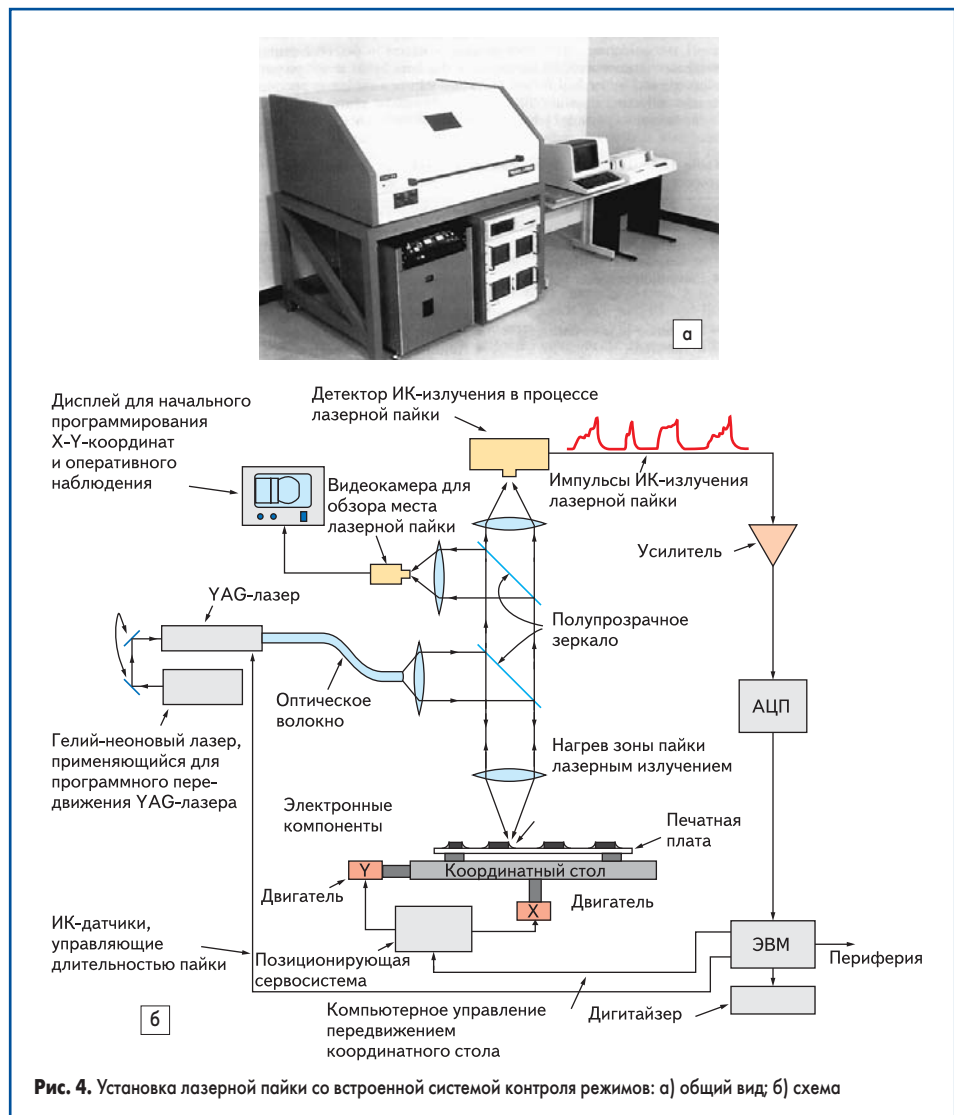 а
Дисплей для начального
программирования
X-Y-координат
и оперативного
наблюдения
Детектор ИК-излучения в процессе
лазерной пайки
Видеокамера для
обзора места
лазерной пайки
Импульсы ИК-излучения
лазерной пайки
Усилитель
YAG-лазер
Полупрозрачное
зеркало
Оптическое
волокно
АЦП
Гелий-неоновый лазер,
применяющийся для
программного пере-
движения YAG-лазера
Нагрев зоны пайки
лазерным излучением
Электронные
компоненты
Печатная
плата
Y
Координатный стол
Двигатель
X
Двигатель
ИК-датчики,
управляющие
длительностью пайки
Позиционирующая
сервосистема
ЭВМ
Периферия
Компьютерное управление
передвижением
координатного стола
Дигитайзер
б
Рис. 4. Установка лазерной пайки со встроенной системой контроля режимов: а) общий вид; б) схема